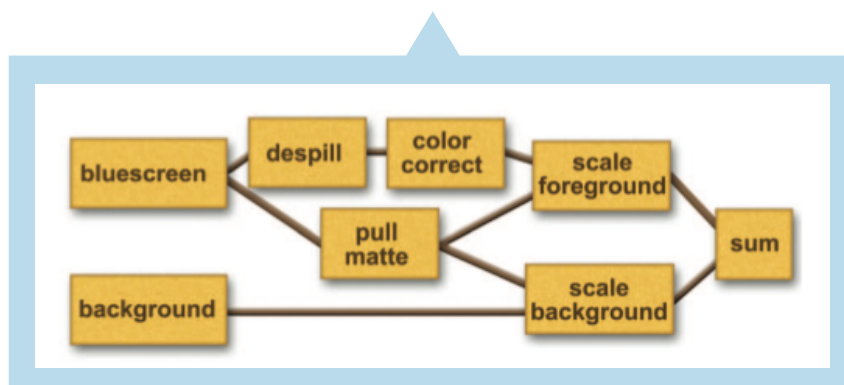 bluescreen
despill
color
correct
scale
foreground
pull
matte
sum
background
scale
background